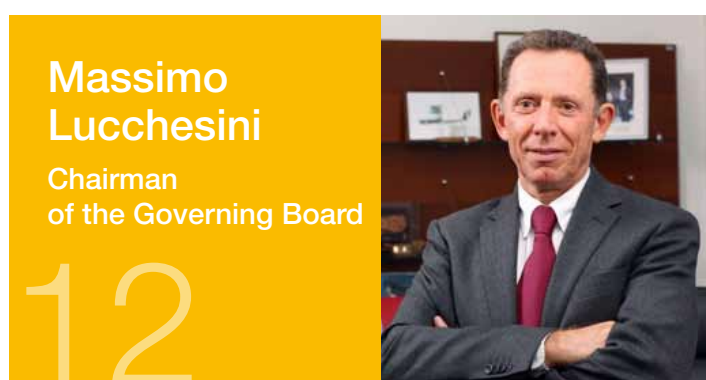 Massimo
Lucchesini
Chairman
of the Governing Board
12